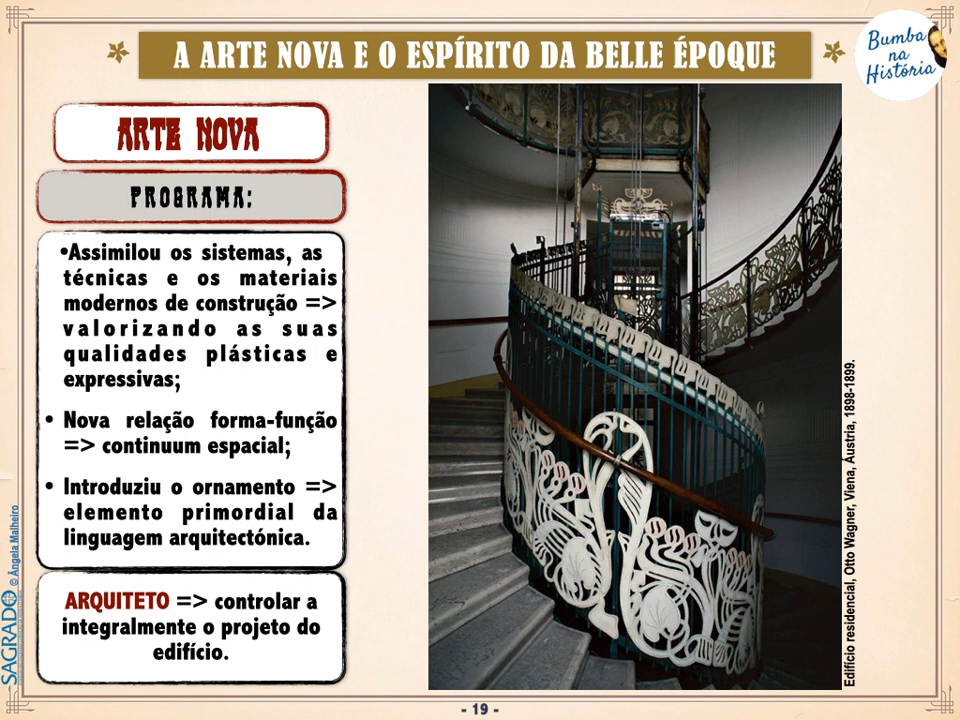 A ARTE NOVA E O ESPÍRITO DA BELLE ÉPOQUE
Bumba
na
História
ARTE NOVA
PROGRAMA:
•Assimilou os sistemas, as
técnicas e os materiais
modernos de construção =>
valorizando as suas
qualidades plásticas e
expressivas;
• Nova relação forma-função
=> continuum espacial;
• Introduziu o ornamento =>
elemento primordial da
linguagem arquitectónica.
ARQUITETO => controlar a
integralmente o projeto do
edifício.
Edifício residencial, Otto Wagner, Viena, Áustria, 1898-1899.
SAGRADO
© Ângela Malheiro
- 19 -